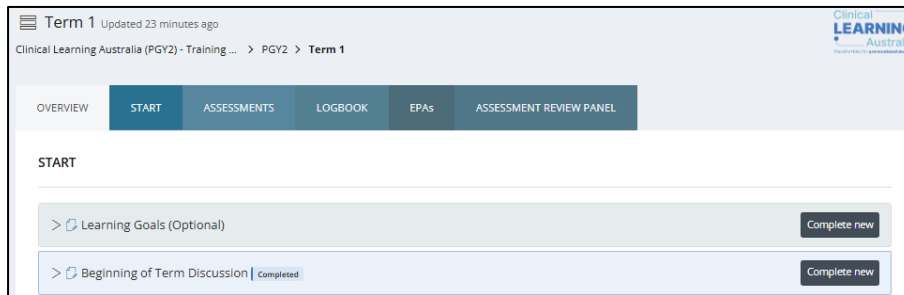 Term 1 Updated 23 minutes ago
Clinical Learning Australia (PGY2) - Training ... > PGY2 > Term 1
Clinical
LEARNING
Austral
OVERVIEW START ASSESSMENTS LOGBOOK EPAs ASSESSMENT REVIEW PANEL
START
> Learning Goals (Optional) Complete new
> Beginning of Term Discussion Completed Complete new